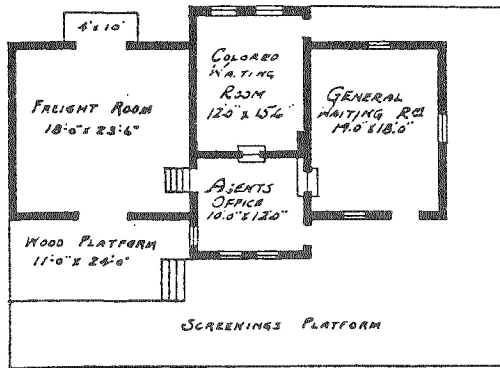 4' x 10'
COLORED
WAITING
ROOM
12'0" x 15'6"
FREIGHT ROOM
18'0" x 23'6"
GENERAL
WAITING RM
14'0" x 18'0"
AGENTS
OFFICE
10'0" x 12'0"
WOOD PLATFORM
11'0" x 24'0"
SCREENINGS PLATFORM